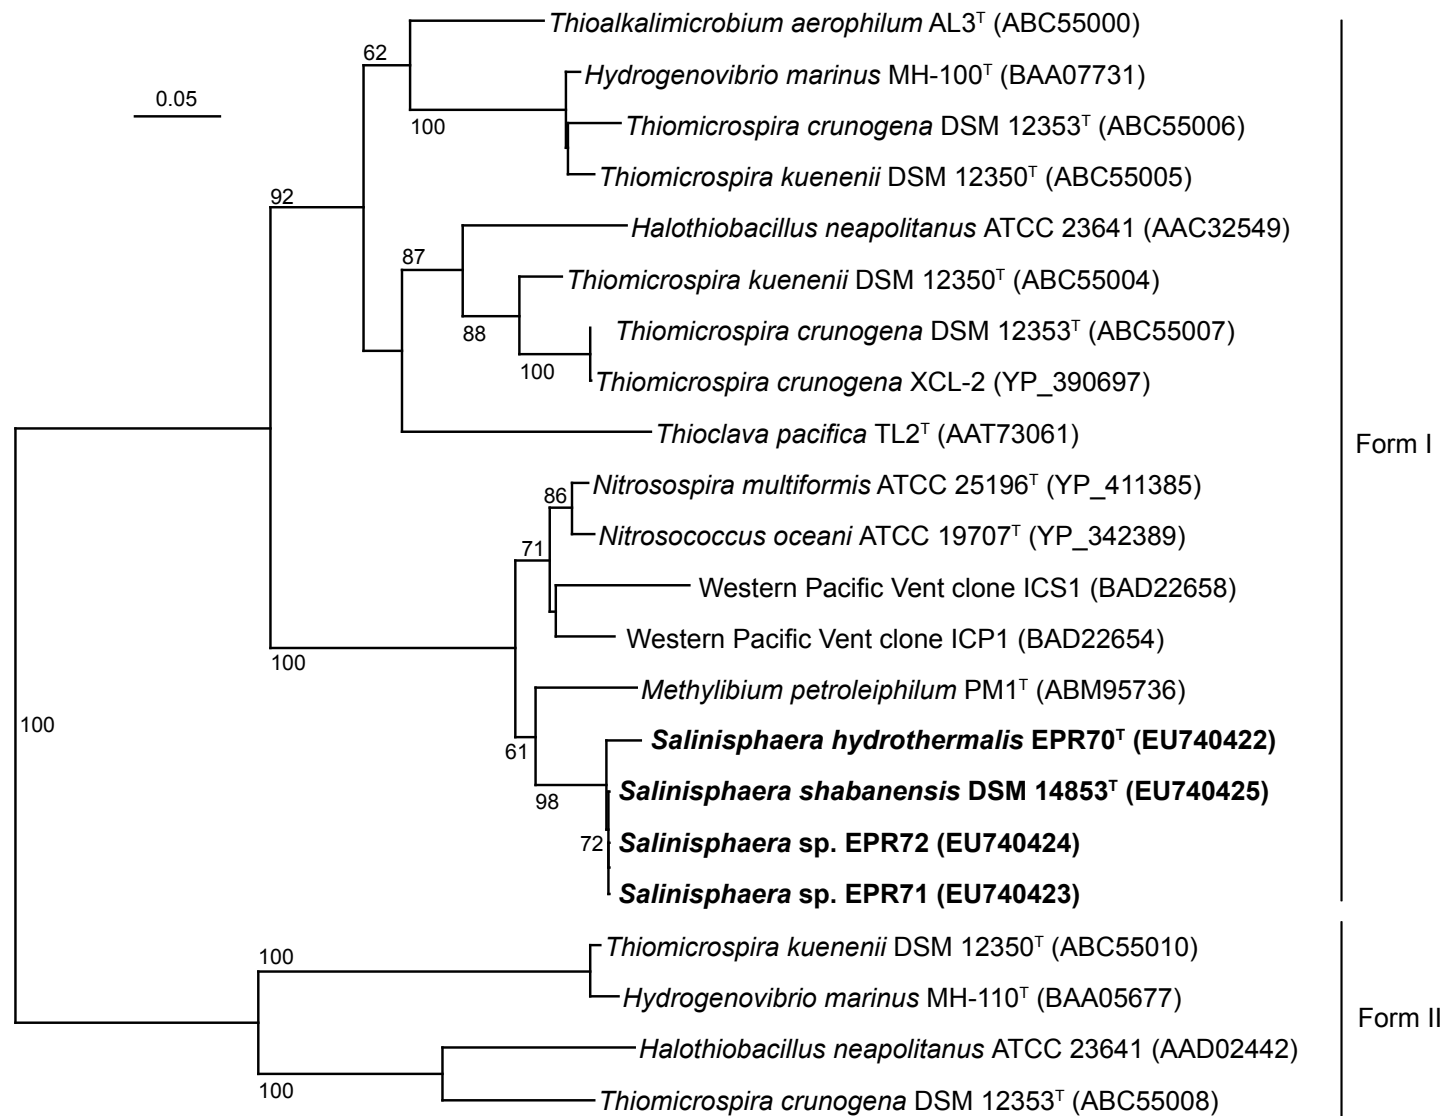 Thioalkalimicrobium aerophilum AL3ᵀ (ABC55000)
62
Hydrogenovibrio marinus MH-100ᵀ (BAA07731)
0.05
100
Thiomicrospira crunogena DSM 12353ᵀ (ABC55006)
Thiomicrospira kuenenii DSM 12350ᵀ (ABC55005)
92
Halothiobacillus neapolitanus ATCC 23641 (AAC32549)
87
Thiomicrospira kuenenii DSM 12350ᵀ (ABC55004)
88
Thiomicrospira crunogena DSM 12353ᵀ (ABC55007)
100
Thiomicrospira crunogena XCL-2 (YP_390697)
Thioclava pacifica TL2ᵀ (AAT73061)
Form I
Nitrosospira multiformis ATCC 25196ᵀ (YP_411385)
86
Nitrosococcus oceani ATCC 19707ᵀ (YP_342389)
71
Western Pacific Vent clone ICS1 (BAD22658)
Western Pacific Vent clone ICP1 (BAD22654)
100
Methylibium petroleiphilum PM1ᵀ (ABM95736)
100
61
Salinisphaera hydrothermalis EPR70ᵀ (EU740422)
98
Salinisphaera shabanensis DSM 14853ᵀ (EU740425)
72
Salinisphaera sp. EPR72 (EU740424)
Salinisphaera sp. EPR71 (EU740423)
100
Thiomicrospira kuenenii DSM 12350ᵀ (ABC55010)
Hydrogenovibrio marinus MH-110ᵀ (BAA05677)
Form II
Halothiobacillus neapolitanus ATCC 23641 (AAD02442)
100
Thiomicrospira crunogena DSM 12353ᵀ (ABC55008)